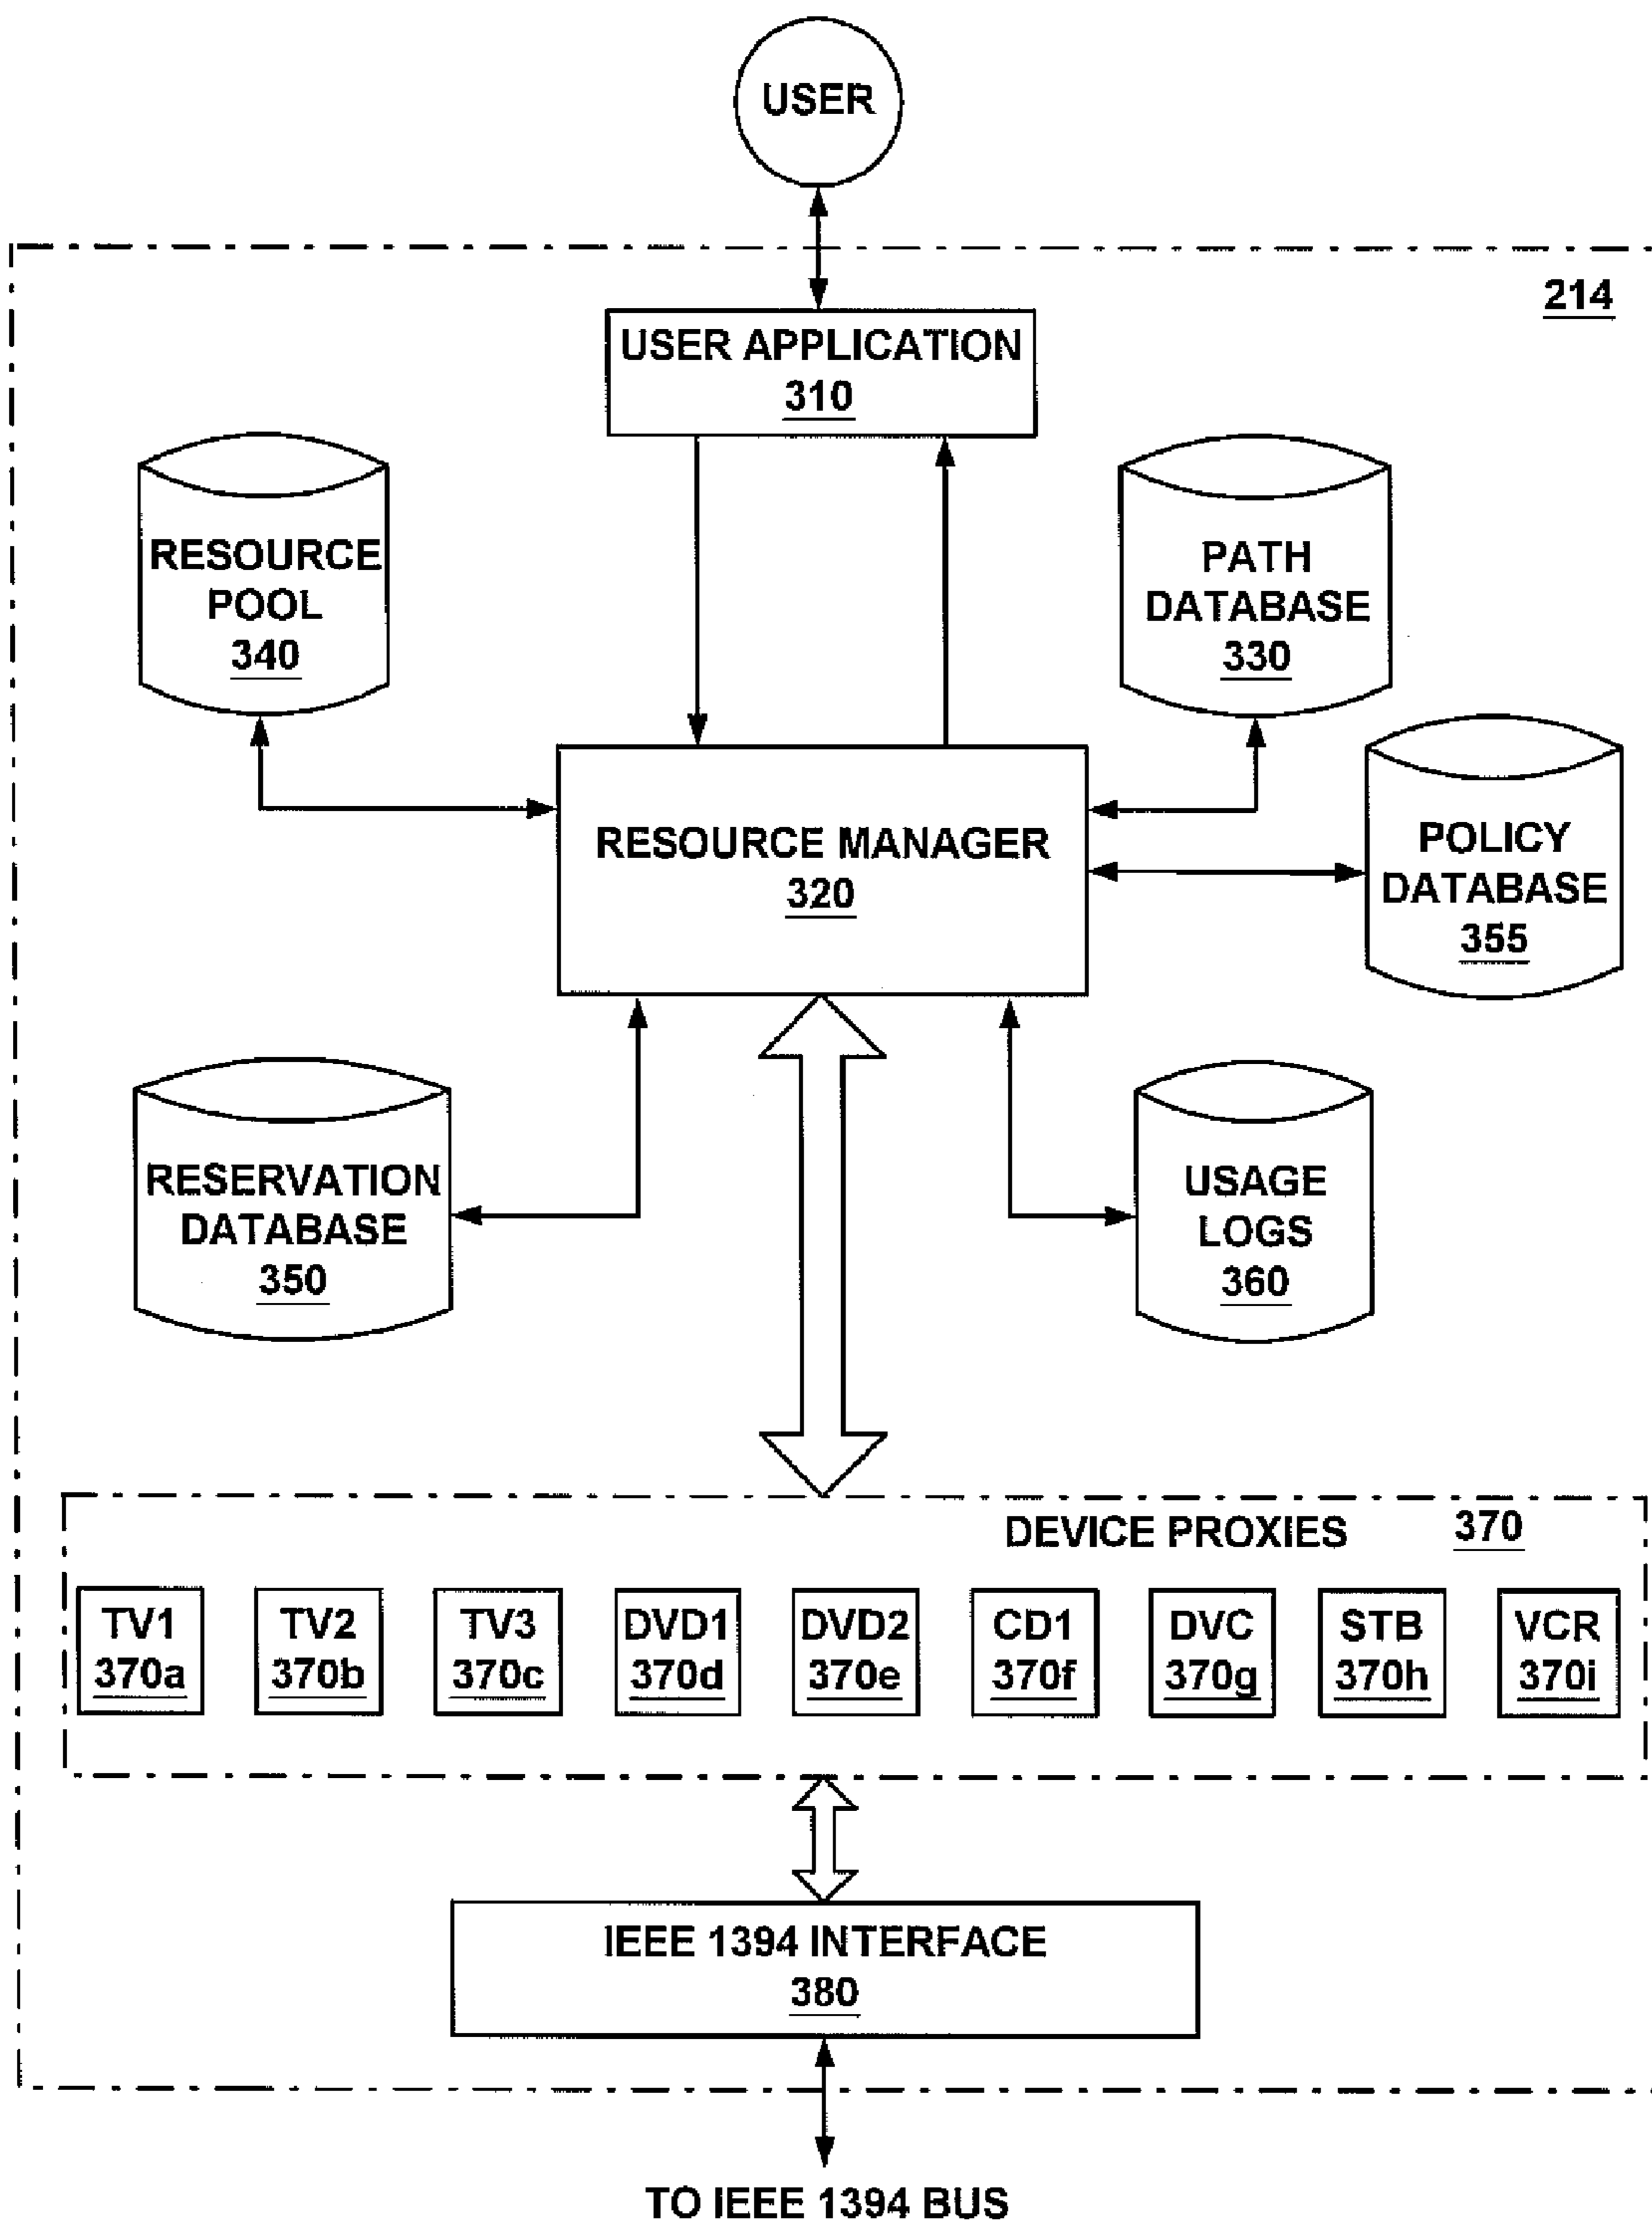 USER
214
USER APPLICATION
310
RESOURCE
POOL
340
PATH
DATABASE
330
RESOURCE MANAGER
320
POLICY
DATABASE
355
RESERVATION
DATABASE
350
USAGE
LOGS
360
DEVICE PROXIES 370
TV1
370a
TV2
370b
TV3
370c
DVD1
370d
DVD2
370e
CD1
370f
DVC
370g
STB
370h
VCR
370i
IEEE 1394 INTERFACE
380
TO IEEE 1394 BUS